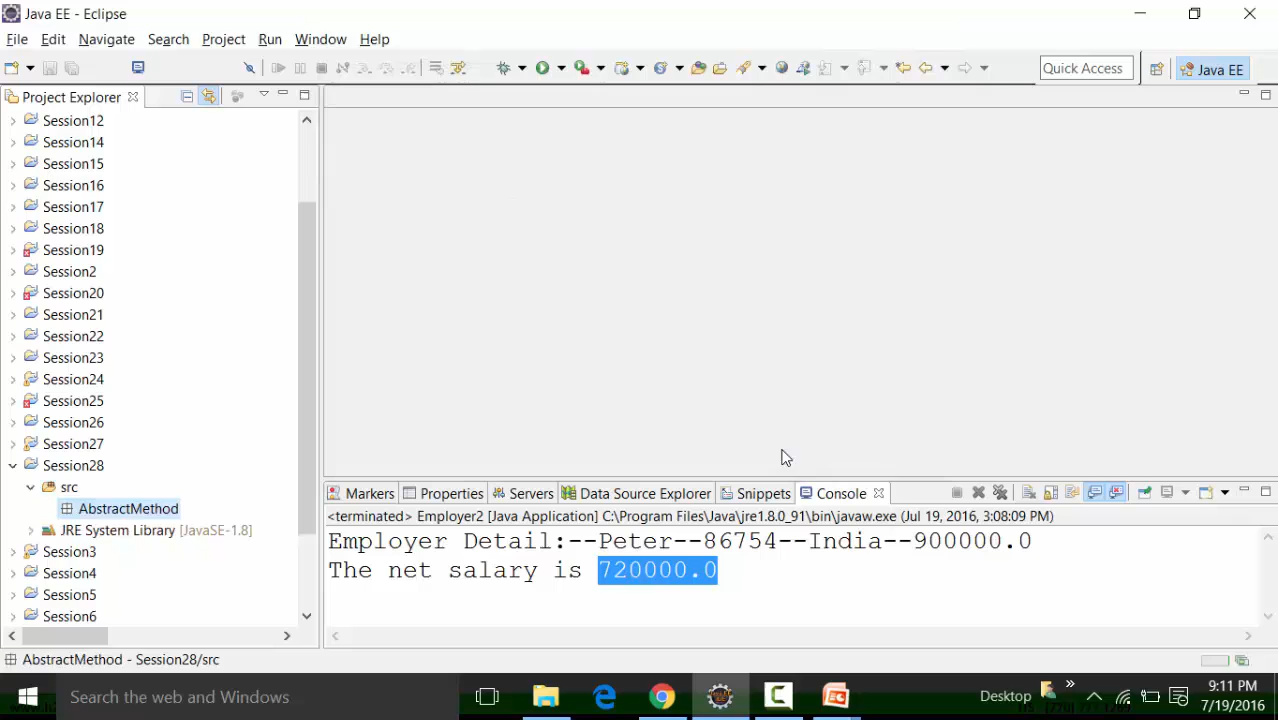 Java EE - Eclipse
File Edit Navigate Search Project Run Window Help
Quick Access
Java EE
Project Explorer
Session12
Session14
Session15
Session16
Session17
Session18
Session19
Session2
Session20
Session21
Session22
Session23
Session24
Session25
Session26
Session27
Session28
src
AbstractMethod
JRE System Library [JavaSE-1.8]
Session3
Session4
Session5
Session6
Markers Properties Servers Data Source Explorer Snippets Console
<terminated> Employer2 [Java Application] C:\Program Files\Java\jre1.8.0_91\bin\javaw.exe (Jul 19, 2016, 3:08:09 PM)
Employer Detail:--Peter--86754--India--900000.0
The net salary is 720000.0
AbstractMethod - Session28/src
Search the web and Windows
Desktop
9:11 PM
7/19/2016